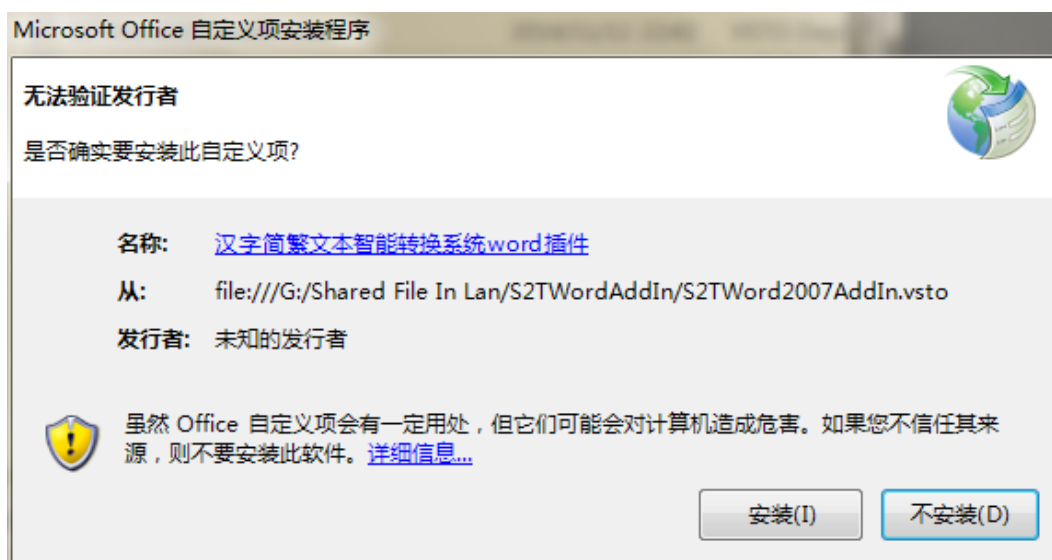 Microsoft Office 自定义项安装程序
无法验证发行者
是否确实要安装此自定义项?
名称: 汉字简繁文本智能转换系统word插件
从: file:///G:/Shared File In Lan/S2TWordAddIn/S2TWord2007AddIn.vsto
发行者: 未知的发行者
虽然 Office 自定义项会有一定用处，但它们可能会对计算机造成危害。如果您不信任其来
源，则不要安装此软件。详细信息...
安装(I) 不安装(D)